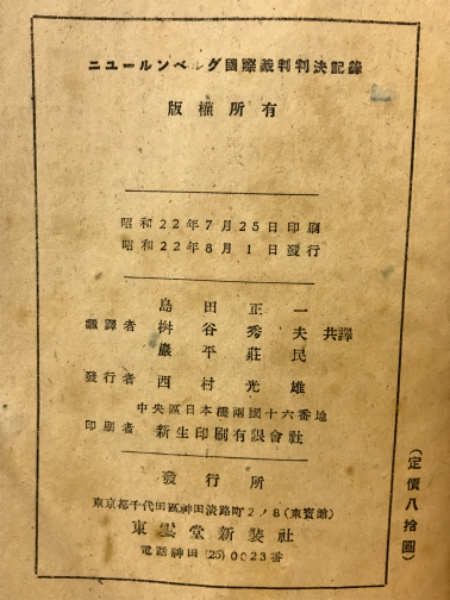 ニュールンベルグ國際裁判判決記錄
版權所有
昭和22年7月25日印刷
昭和22年8月1日發行
島田正一
飜譯者 桝谷秀夫 共譯
巖平莊民
發行者 西村光雄
中央區日本橋兩國十六番地
印刷者 新生印刷有限會社
發行所
東京都千代田區神田淡路町2ノ8(東寶館)
東雲堂新裝社
電話神田(25)0023番
(定價八拾圓)